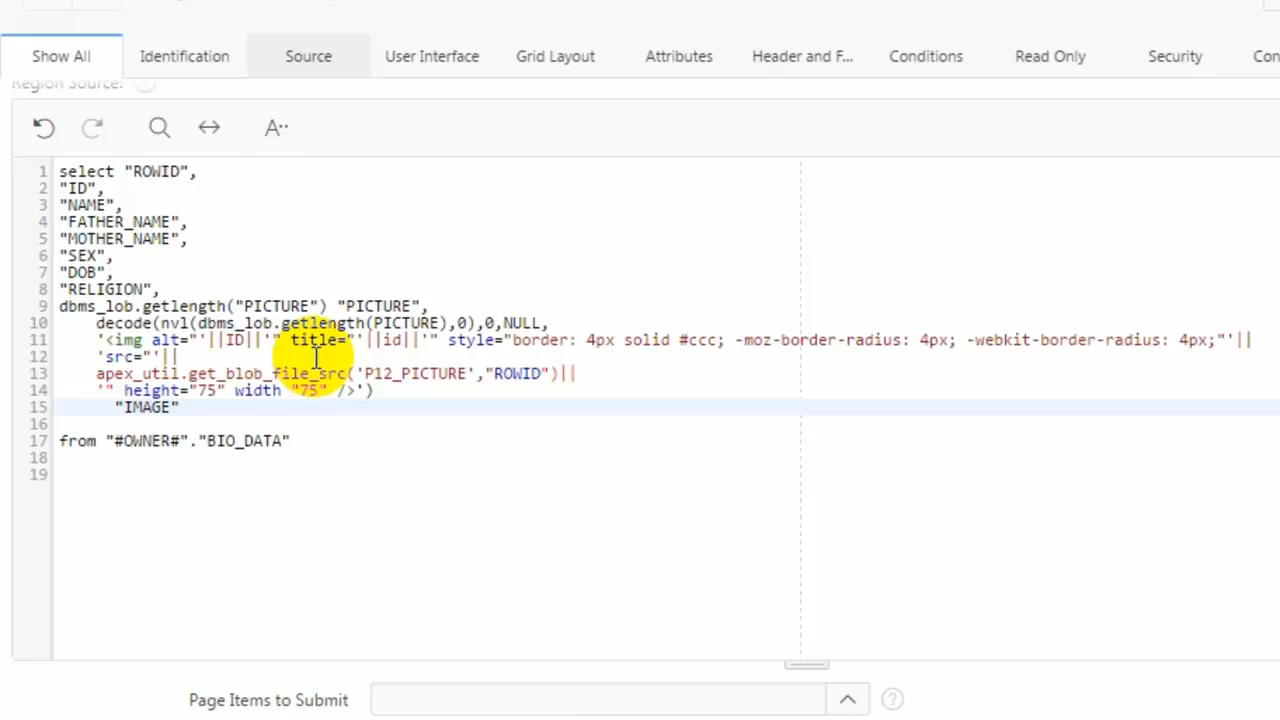 Show All Identification Source User Interface Grid Layout Attributes Header and F... Conditions Read Only Security Con
Region Source: ?
A··
1 select "ROWID",
2 "ID",
3 "NAME",
4 "FATHER_NAME",
5 "MOTHER_NAME",
6 "SEX",
7 "DOB",
8 "RELIGION",
9 dbms_lob.getlength("PICTURE") "PICTURE",
10 decode(nvl(dbms_lob.getlength(PICTURE),0),0,NULL,
11 '<img alt="'||ID||'" title="'||id||'" style="border: 4px solid #ccc; -moz-border-radius: 4px; -webkit-border-radius: 4px;"'||
12 'src="'||
13 apex_util.get_blob_file_src('P12_PICTURE',"ROWID")||
14 '" height="75" width "75" />')
15 "IMAGE"
16
17 from "#OWNER#"."BIO_DATA"
18
19
Page Items to Submit ?